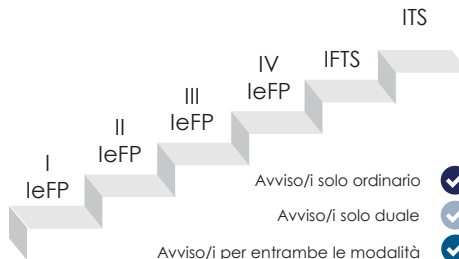 ITS
IFTS
IV
IeFP
III
IeFP
II
IeFP
I
IeFP
Avviso/i solo ordinario
Avviso/i solo duale
Avviso/i per entrambe le modalità